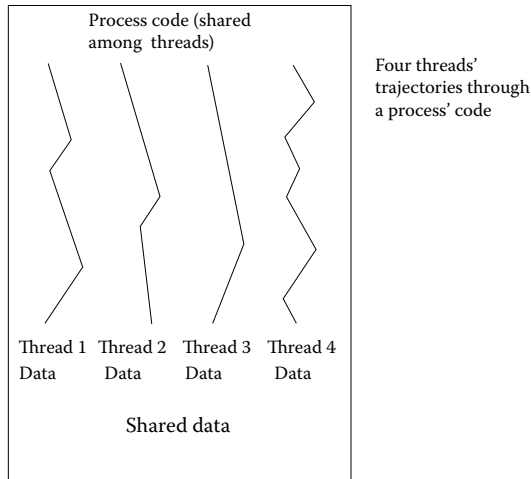 Process code (shared
among threads)
Four threads’
trajectories through
a process’ code
Thread 1 Thread 2 Thread 3 Thread 4
Data Data Data Data
Shared data